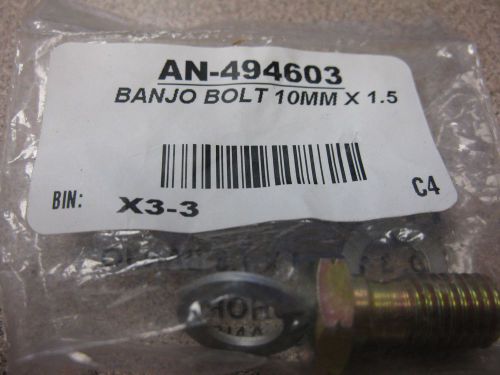 AN-494603
BANJO BOLT 10MM X 1.5
BIN: X3-3 C4